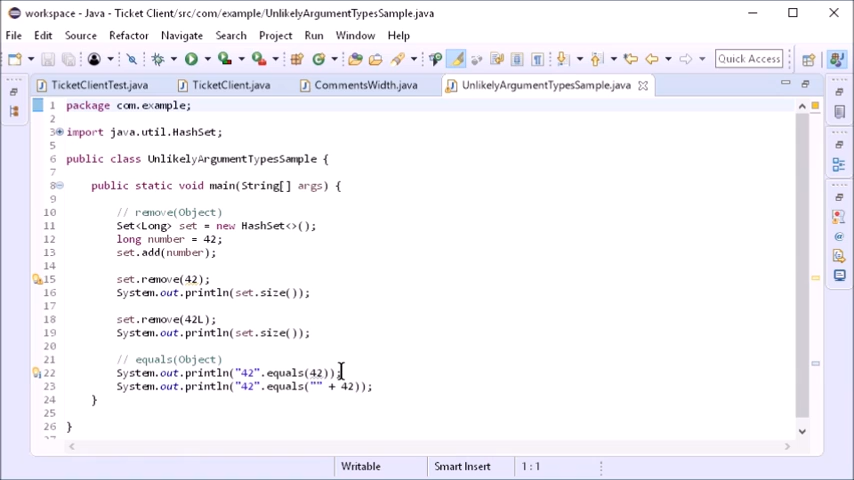 workspace - Java - Ticket Client/src/com/example/UnlikelyArgumentTypesSample.java - Eclipse
File Edit Source Refactor Navigate Search Project Run Window Help
Quick Access
TicketClientTest.java TicketClient.java CommentsWidth.java UnlikelyArgumentTypesSample.java
1 package com.example;
2
3 import java.util.HashSet;
5
6 public class UnlikelyArgumentTypesSample {
7
8 public static void main(String[] args) {
9
10 // remove(Object)
11 Set<Long> set = new HashSet<>();
12 long number = 42;
13 set.add(number);
14
15 set.remove(42);
16 System.out.println(set.size());
17
18 set.remove(42L);
19 System.out.println(set.size());
20
21 // equals(Object)
22 System.out.println("42".equals(42));
23 System.out.println("42".equals("" + 42));
24 }
25
26 }
Writable Smart Insert 1 : 1